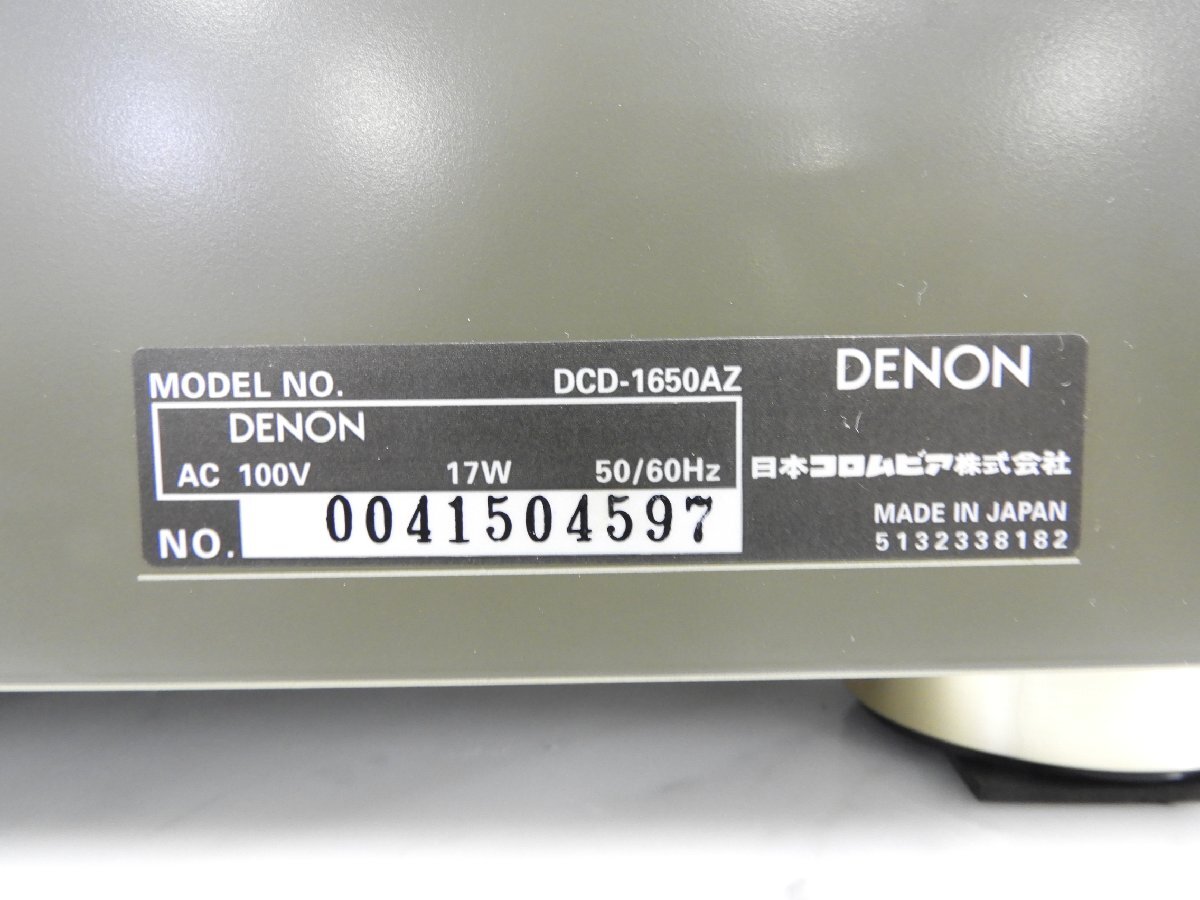 MODEL NO. DCD-1650AZ
DENON
AC 100V 17W 50/60Hz
NO. 0041504597
DENON
日本コロムビア株式会社
MADE IN JAPAN
5132338182